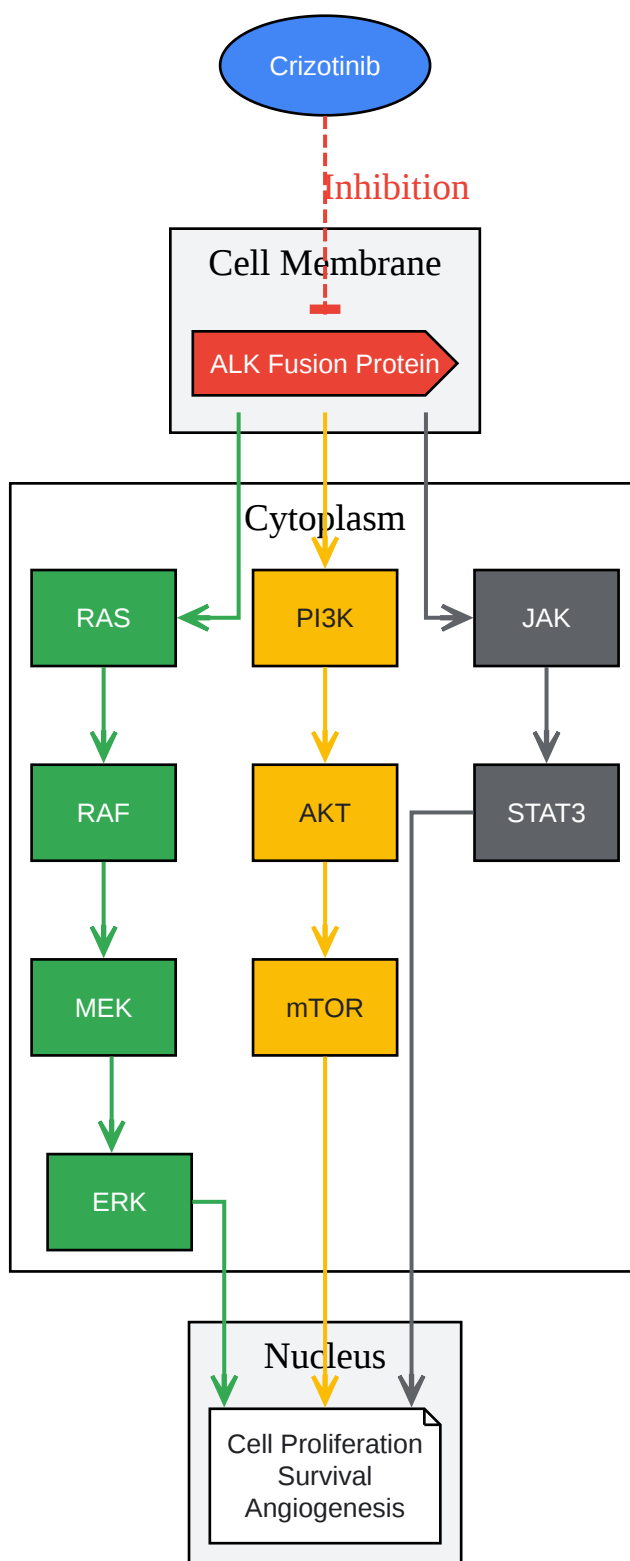 Crizotinib
Inhibition
Cell Membrane
ALK Fusion Protein
Cytoplasm
RAS
PI3K
JAK
RAF
AKT
STAT3
MEK
mTOR
ERK
Nucleus
Cell Proliferation
Survival
Angiogenesis